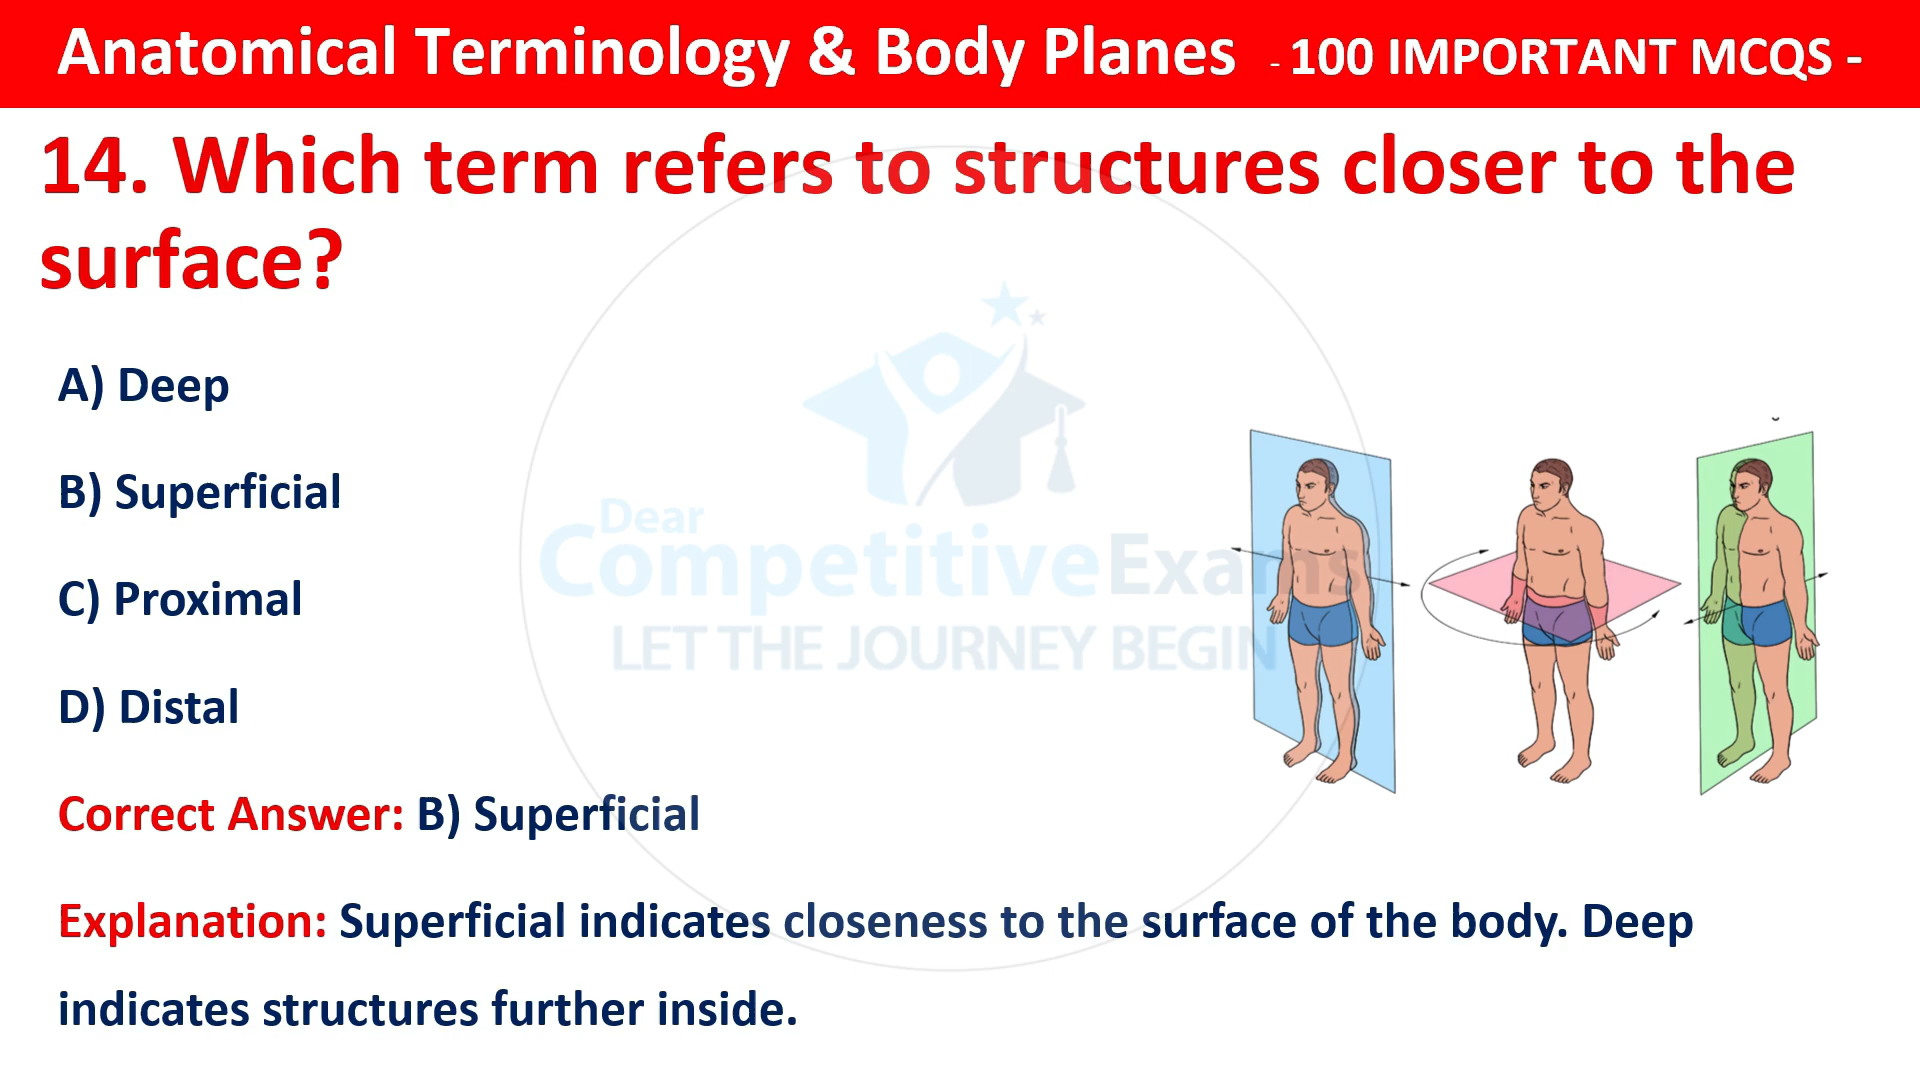 Anatomical Terminology & Body Planes - 100 IMPORTANT MCQS -
14. Which term refers to structures closer to the
surface?
A) Deep
B) Superficial
C) Proximal
D) Distal
Correct Answer: B) Superficial
Explanation: Superficial indicates closeness to the surface of the body. Deep
indicates structures further inside.
Dear
CompetitiveExams
LET THE JOURNEY BEGIN